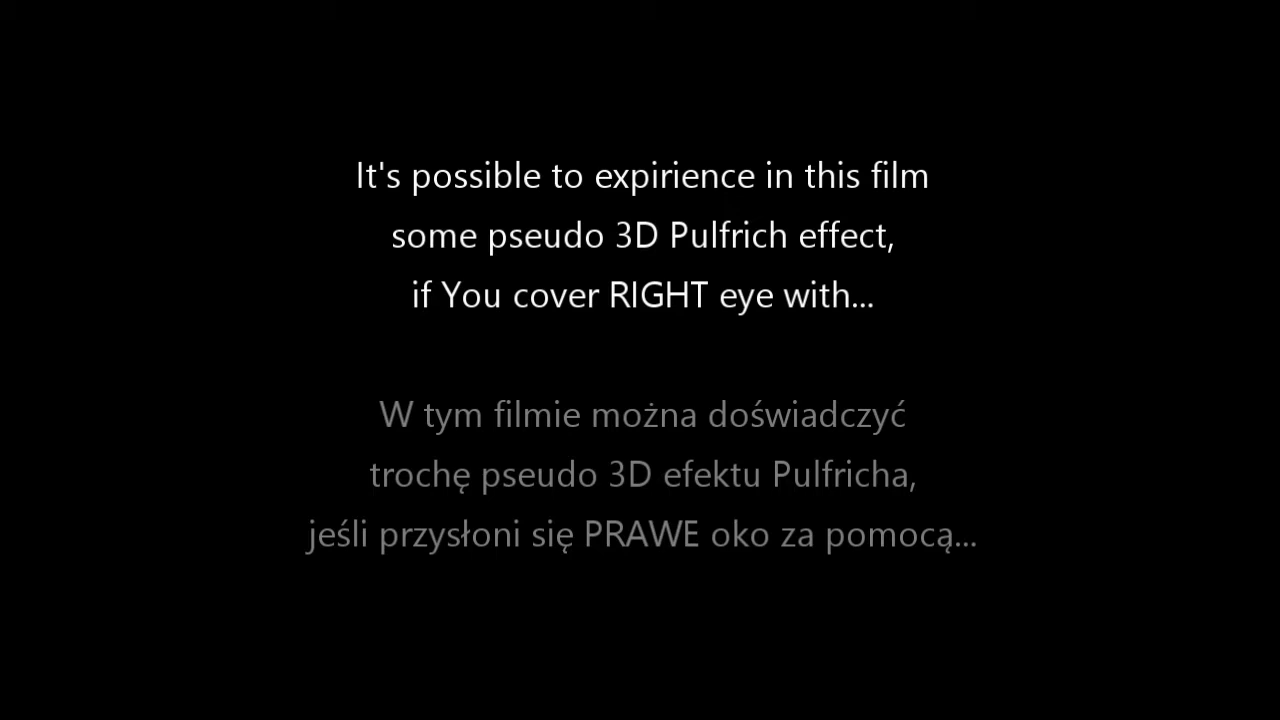 It's possible to expirience in this film
some pseudo 3D Pulfrich effect,
if You cover RIGHT eye with...
W tym filmie można doświadczyć
trochę pseudo 3D efektu Pulfricha,
jeśli przysłoni się PRAWE oko za pomocą...